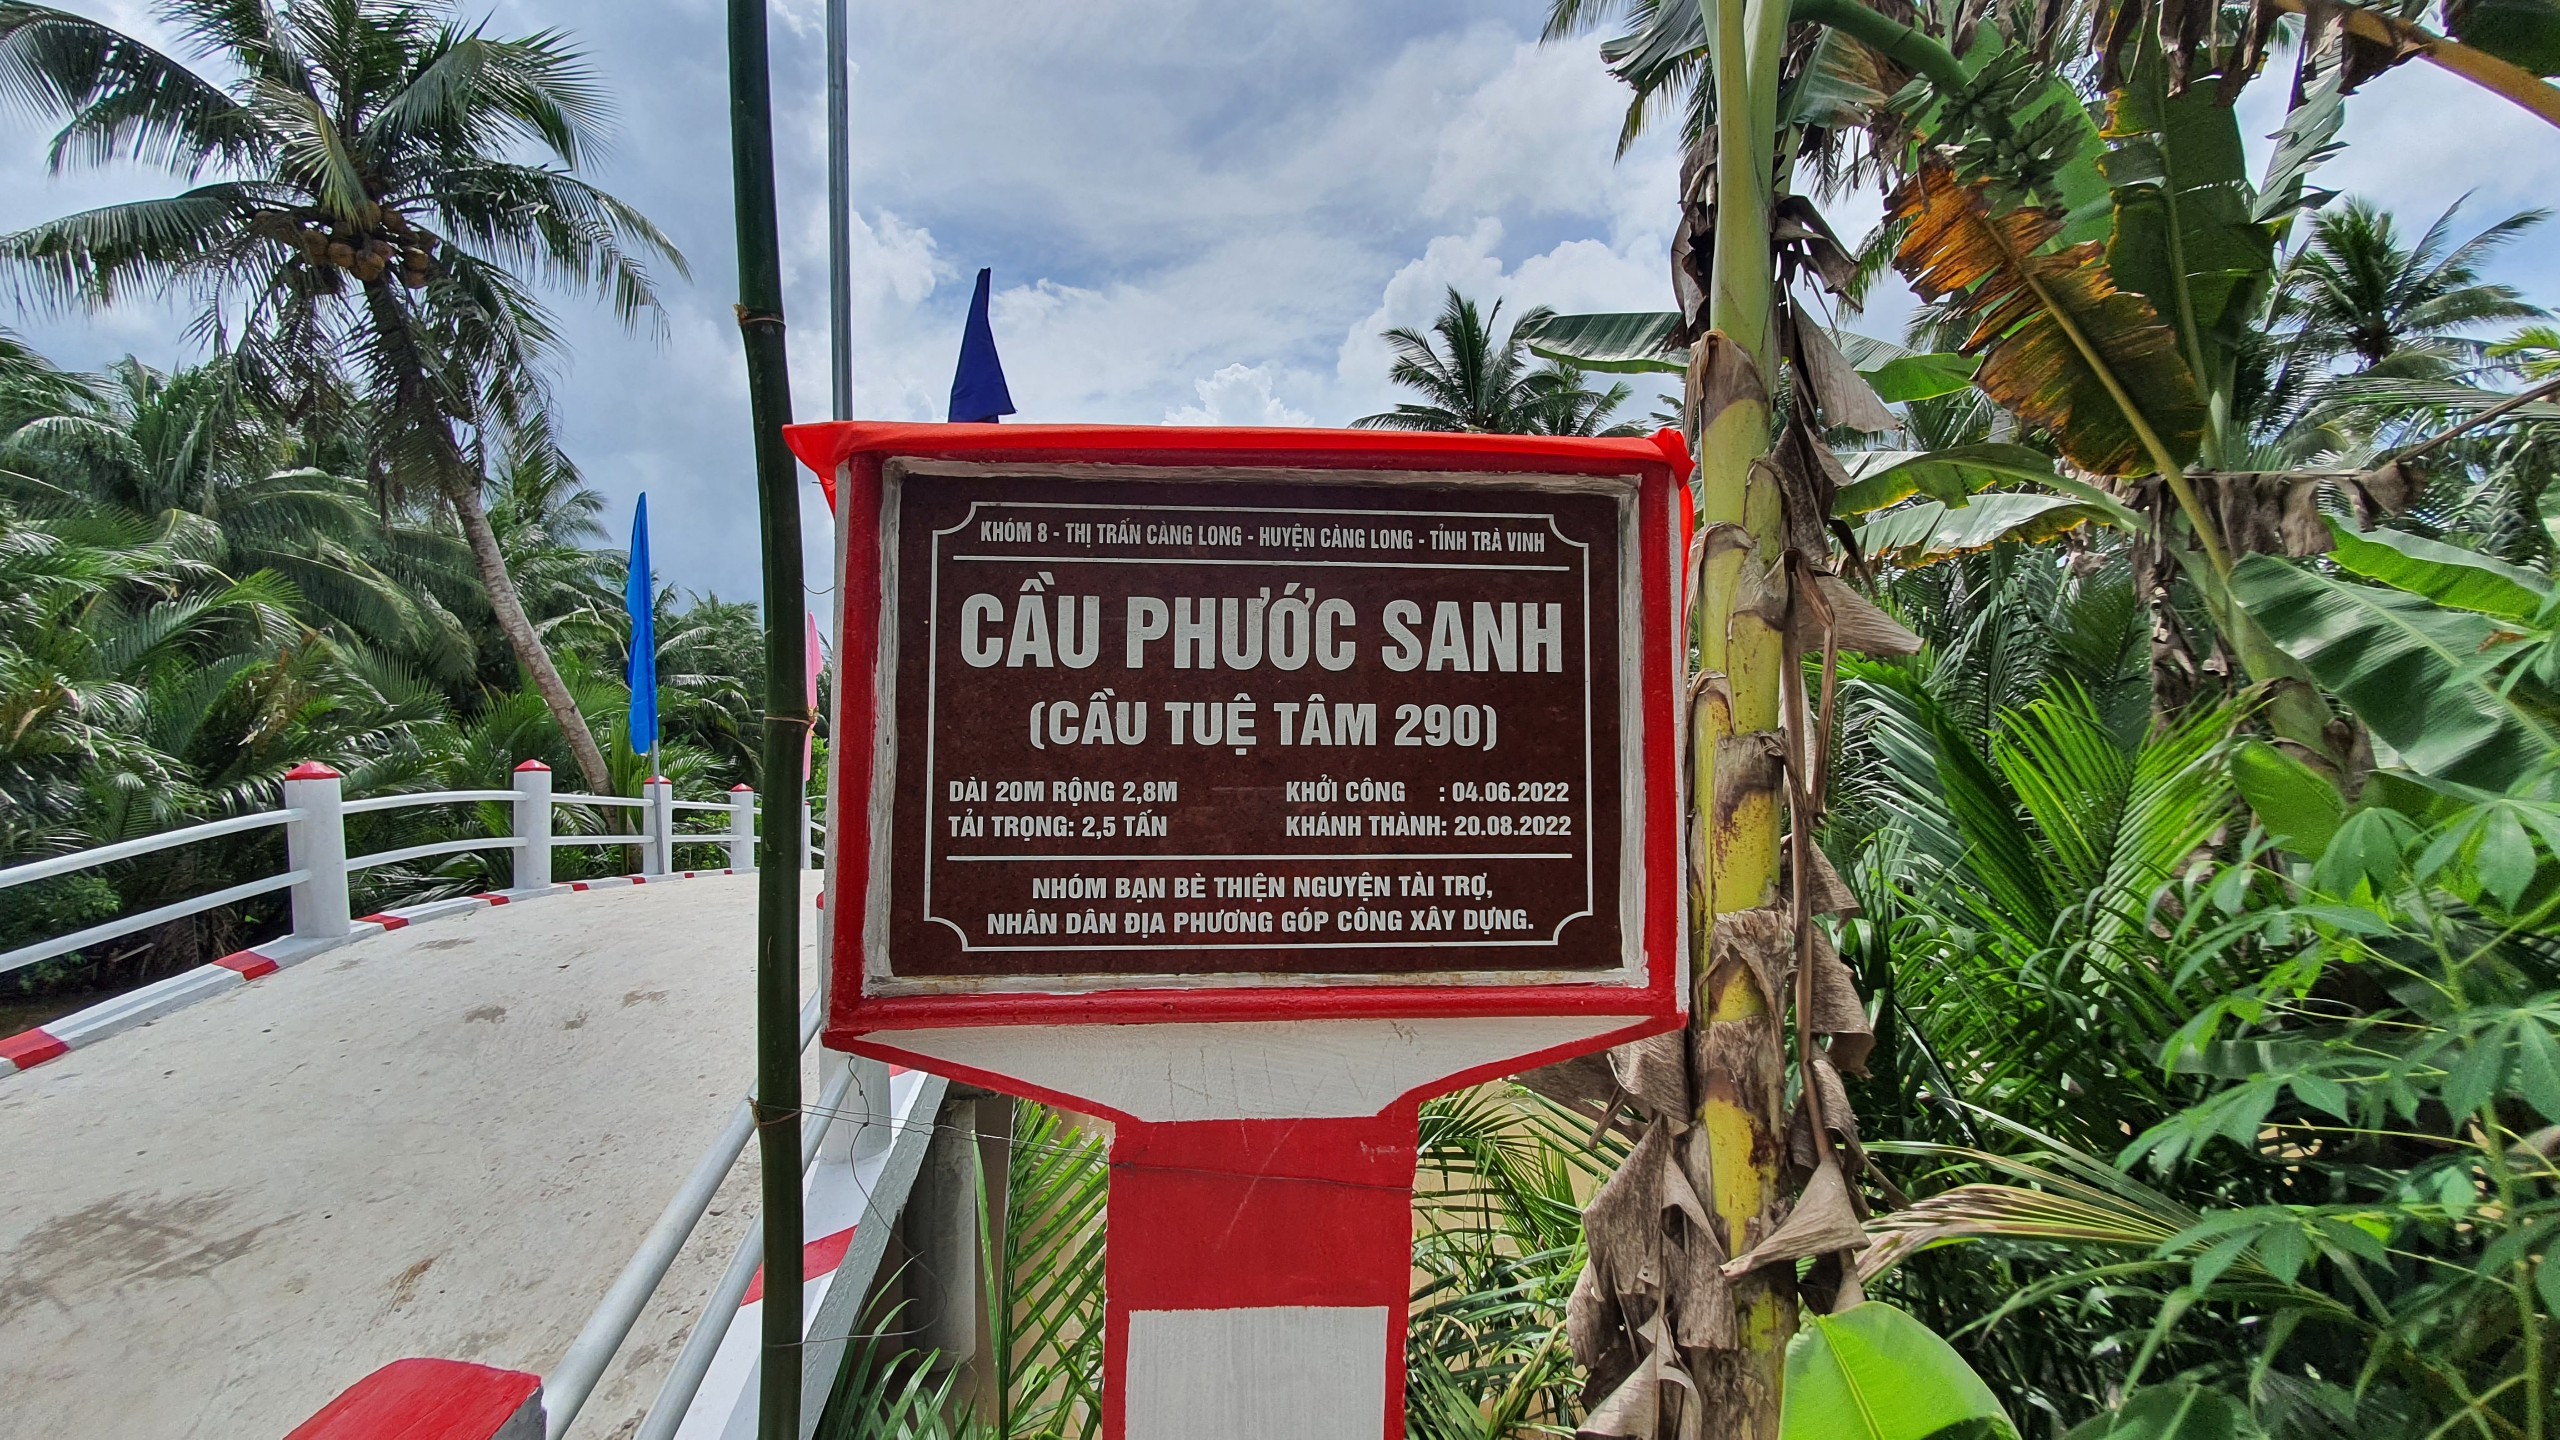 KHÓM 8 - THỊ TRẤN CÀNG LONG - HUYỆN CÀNG LONG - TỈNH TRÀ VINH
CẦU PHƯỚC SANH
(CẦU TUỆ TÂM 290)
DÀI 20M RỘNG 2,8M KHỞI CÔNG : 04.06.2022
TẢI TRỌNG: 2,5 TẤN KHÁNH THÀNH: 20.08.2022
NHÓM BẠN BÈ THIỆN NGUYỆN TÀI TRỢ,
NHÂN DÂN ĐỊA PHƯƠNG GÓP CÔNG XÂY DỰNG.